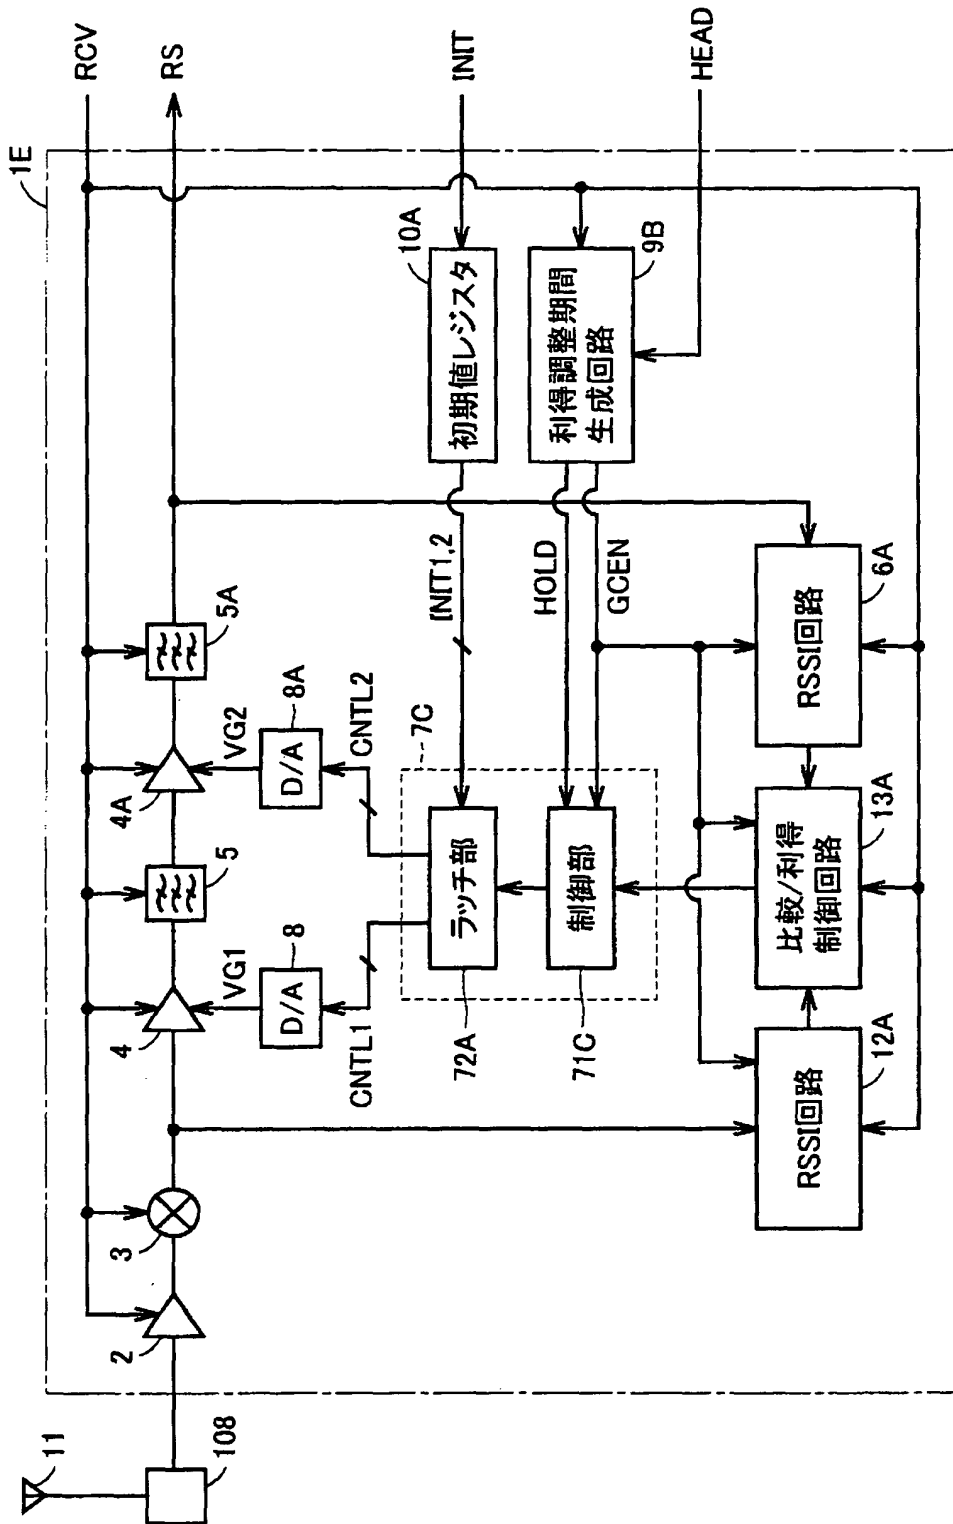 11
108
1E
2
3
4
5
4A
5A
RCV
RS
VG1
VG2
8
D/A
8A
D/A
CNTL1
CNTL2
INIT1,2
10A
初期値レジスタ
INIT
7C
72A
ラッチ部
71C
制御部
HOLD
GCEN
利得調整期間
生成回路
9B
HEAD
RSSI回路
12A
比較/利得
制御回路
13A
RSSI回路
6A